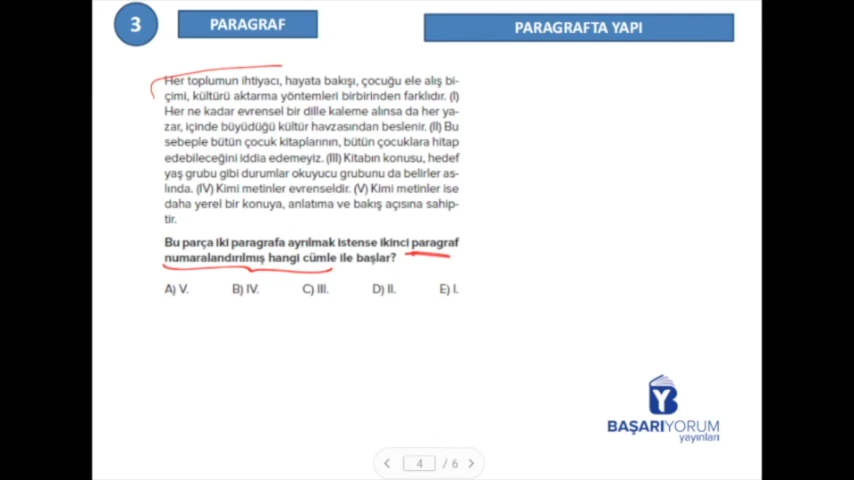 3
PARAGRAF
PARAGRAFTA YAPI
Her toplumun ihtiyacı, hayata bakışı, çocuğu ele alış bi-
çimi, kültürü aktarma yöntemleri birbirinden farklıdır. (I)
Her ne kadar evrensel bir dille kaleme alınsa da her ya-
zar, içinde büyüdüğü kültür havzasından beslenir. (II) Bu
sebeple bütün çocuk kitaplarının, bütün çocuklara hitap
edebileceğini iddia edemeyiz. (III) Kitabın konusu, hedef
yaş grubu gibi durumlar okuyucu grubunu da belirler as-
lında. (IV) Kimi metinler evrenseldir. (V) Kimi metinler ise
daha yerel bir konuya, anlatıma ve bakış açısına sahip-
tir.
Bu parça iki paragrafa ayrılmak istense ikinci paragraf
numaralandırılmış hangi cümle ile başlar?
A) V. B) IV. C) III. D) II. E) I.
BAŞARIYORUM
yayınları
4 / 6